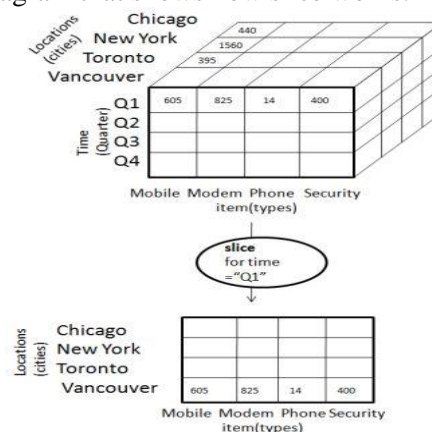 Chicago
New York
Toronto
Vancouver
Locations
(cities)
440
1560
395
Q1 605 825 14 400
Q2
Q3
Q4
Time
(Quarter)
Mobile Modem Phone Security
item(types)
slice
for time
="Q1"
Locations
(cities)
Chicago
New York
Toronto
Vancouver 605 825 14 400
Mobile Modem Phone Security
item(types)